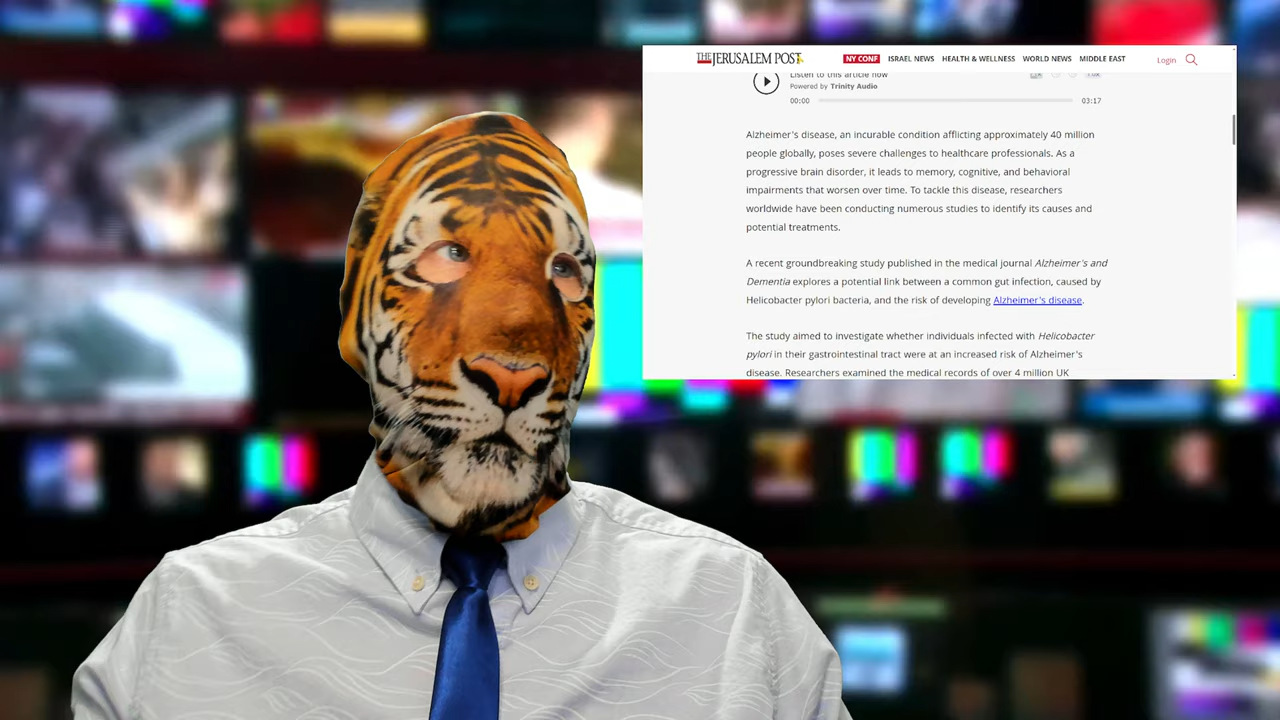 THE JERUSALEM POST
NY CONF ISRAEL NEWS HEALTH & WELLNESS WORLD NEWS MIDDLE EAST Login
Listen to this article now
Powered by Trinity Audio
00:00 03:17
Alzheimer's disease, an incurable condition afflicting approximately 40 million
people globally, poses severe challenges to healthcare professionals. As a
progressive brain disorder, it leads to memory, cognitive, and behavioral
impairments that worsen over time. To tackle this disease, researchers
worldwide have been conducting numerous studies to identify its causes and
potential treatments.
A recent groundbreaking study published in the medical journal Alzheimer's and
Dementia explores a potential link between a common gut infection, caused by
Helicobacter pylori bacteria, and the risk of developing Alzheimer's disease.
The study aimed to investigate whether individuals infected with Helicobacter
pylori in their gastrointestinal tract were at an increased risk of Alzheimer's
disease. Researchers examined the medical records of over 4 million UK